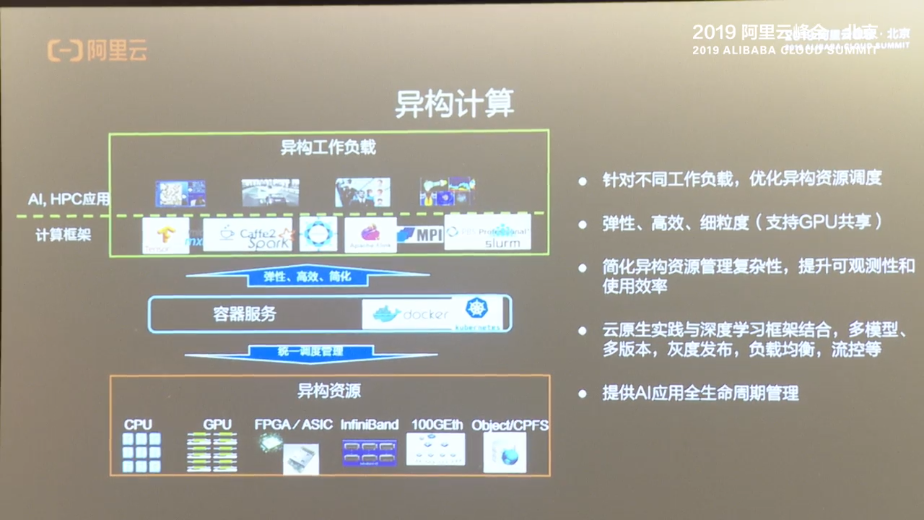 2019 阿里云峰会·北京
2019 ALIBABA CLOUD SUMMIT
阿里云
异构计算
异构工作负载
AI, HPC应用
计算框架
Caffe2
Spark
MPI
slurm
弹性、高效、简化
容器服务
docker
kubernetes
统一调度管理
异构资源
CPU
GPU
FPGA / ASIC
InfiniBand
100GEth
Object/CPFS
● 针对不同工作负载，优化异构资源调度
● 弹性、高效、细粒度（支持GPU共享）
● 简化异构资源管理复杂性，提升可观测性和
使用效率
● 云原生实践与深度学习框架结合，多模型、
多版本，灰度发布，负载均衡，流控等
● 提供AI应用全生命周期管理